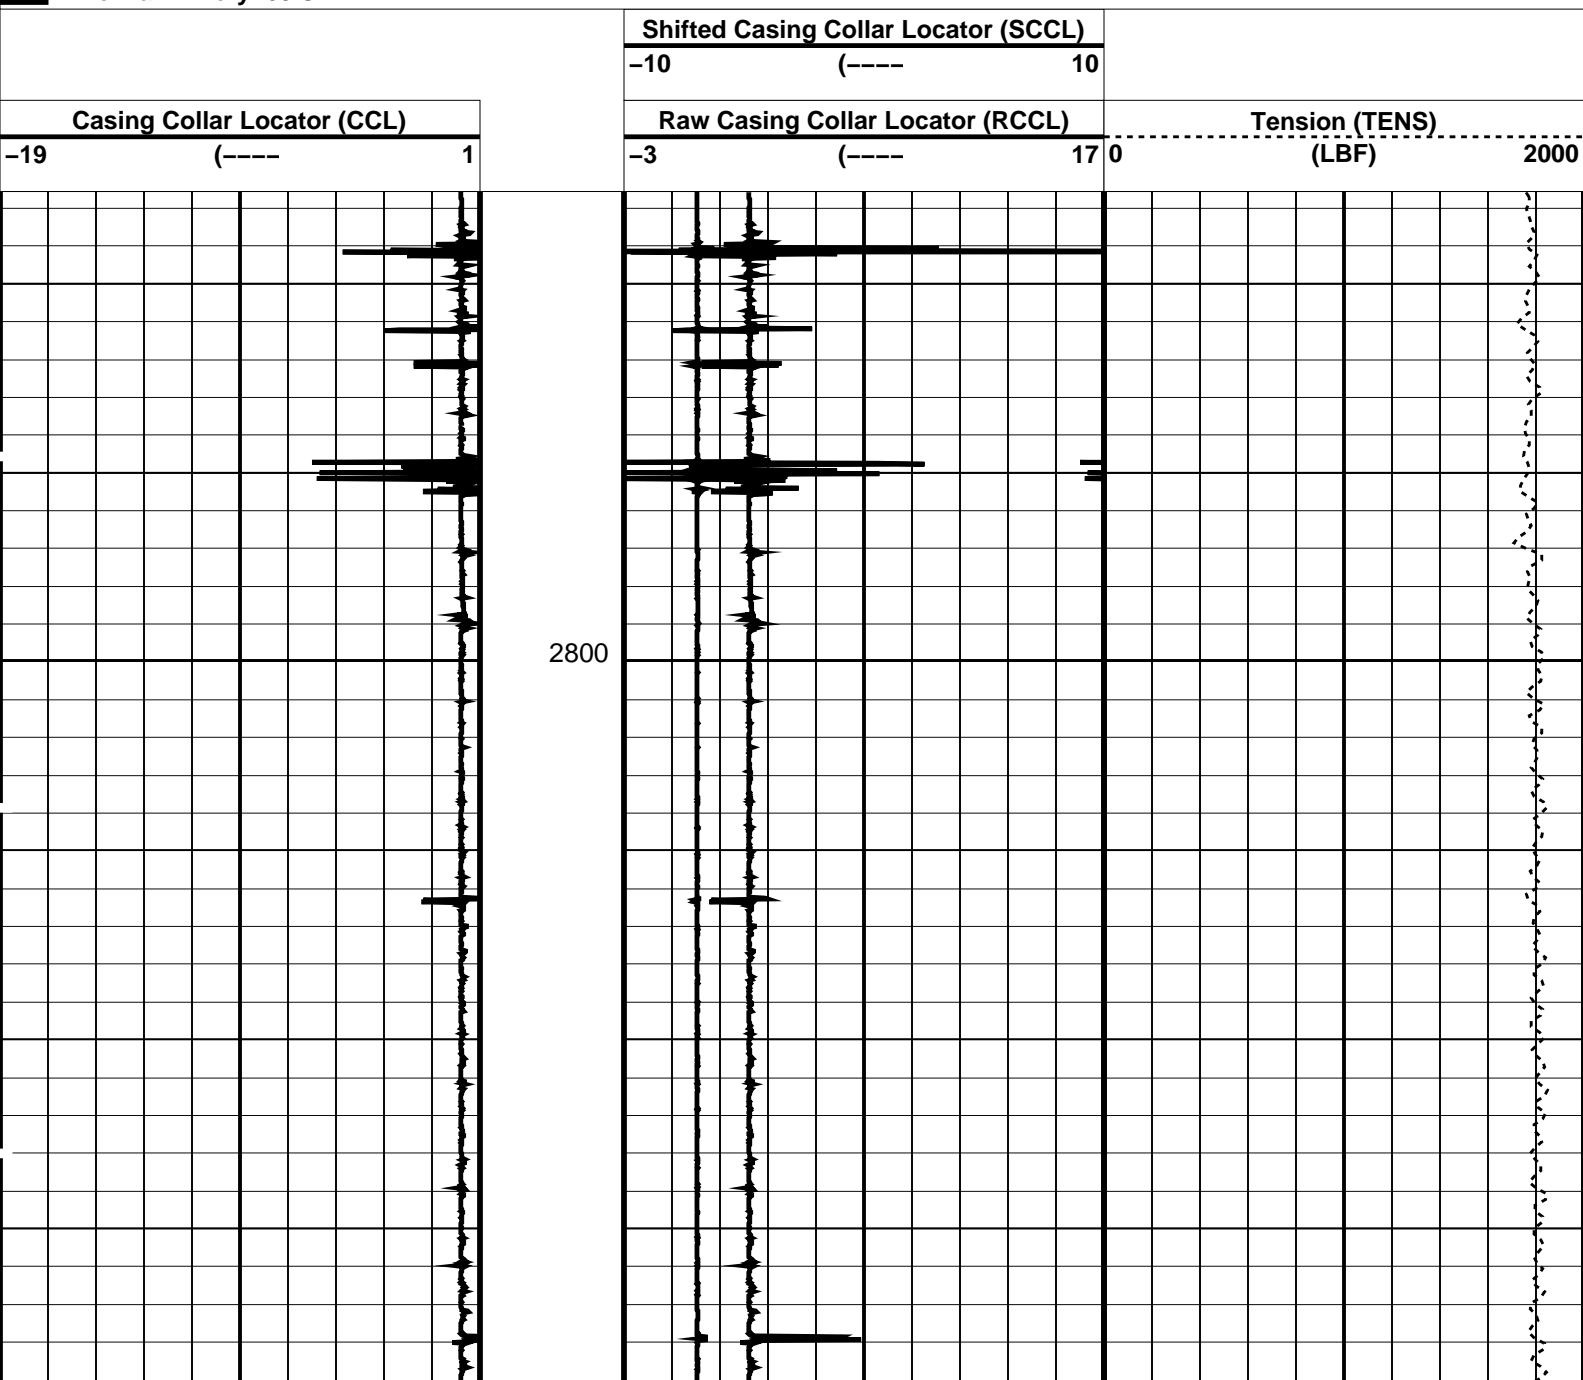 Shifted Casing Collar Locator (SCCL)
−10 (−−−− 10
Casing Collar Locator (CCL) Raw Casing Collar Locator (RCCL) Tension (TENS)
−19 (−−−− 1 −3 (−−−− 17 0 (LBF) 2000
2800